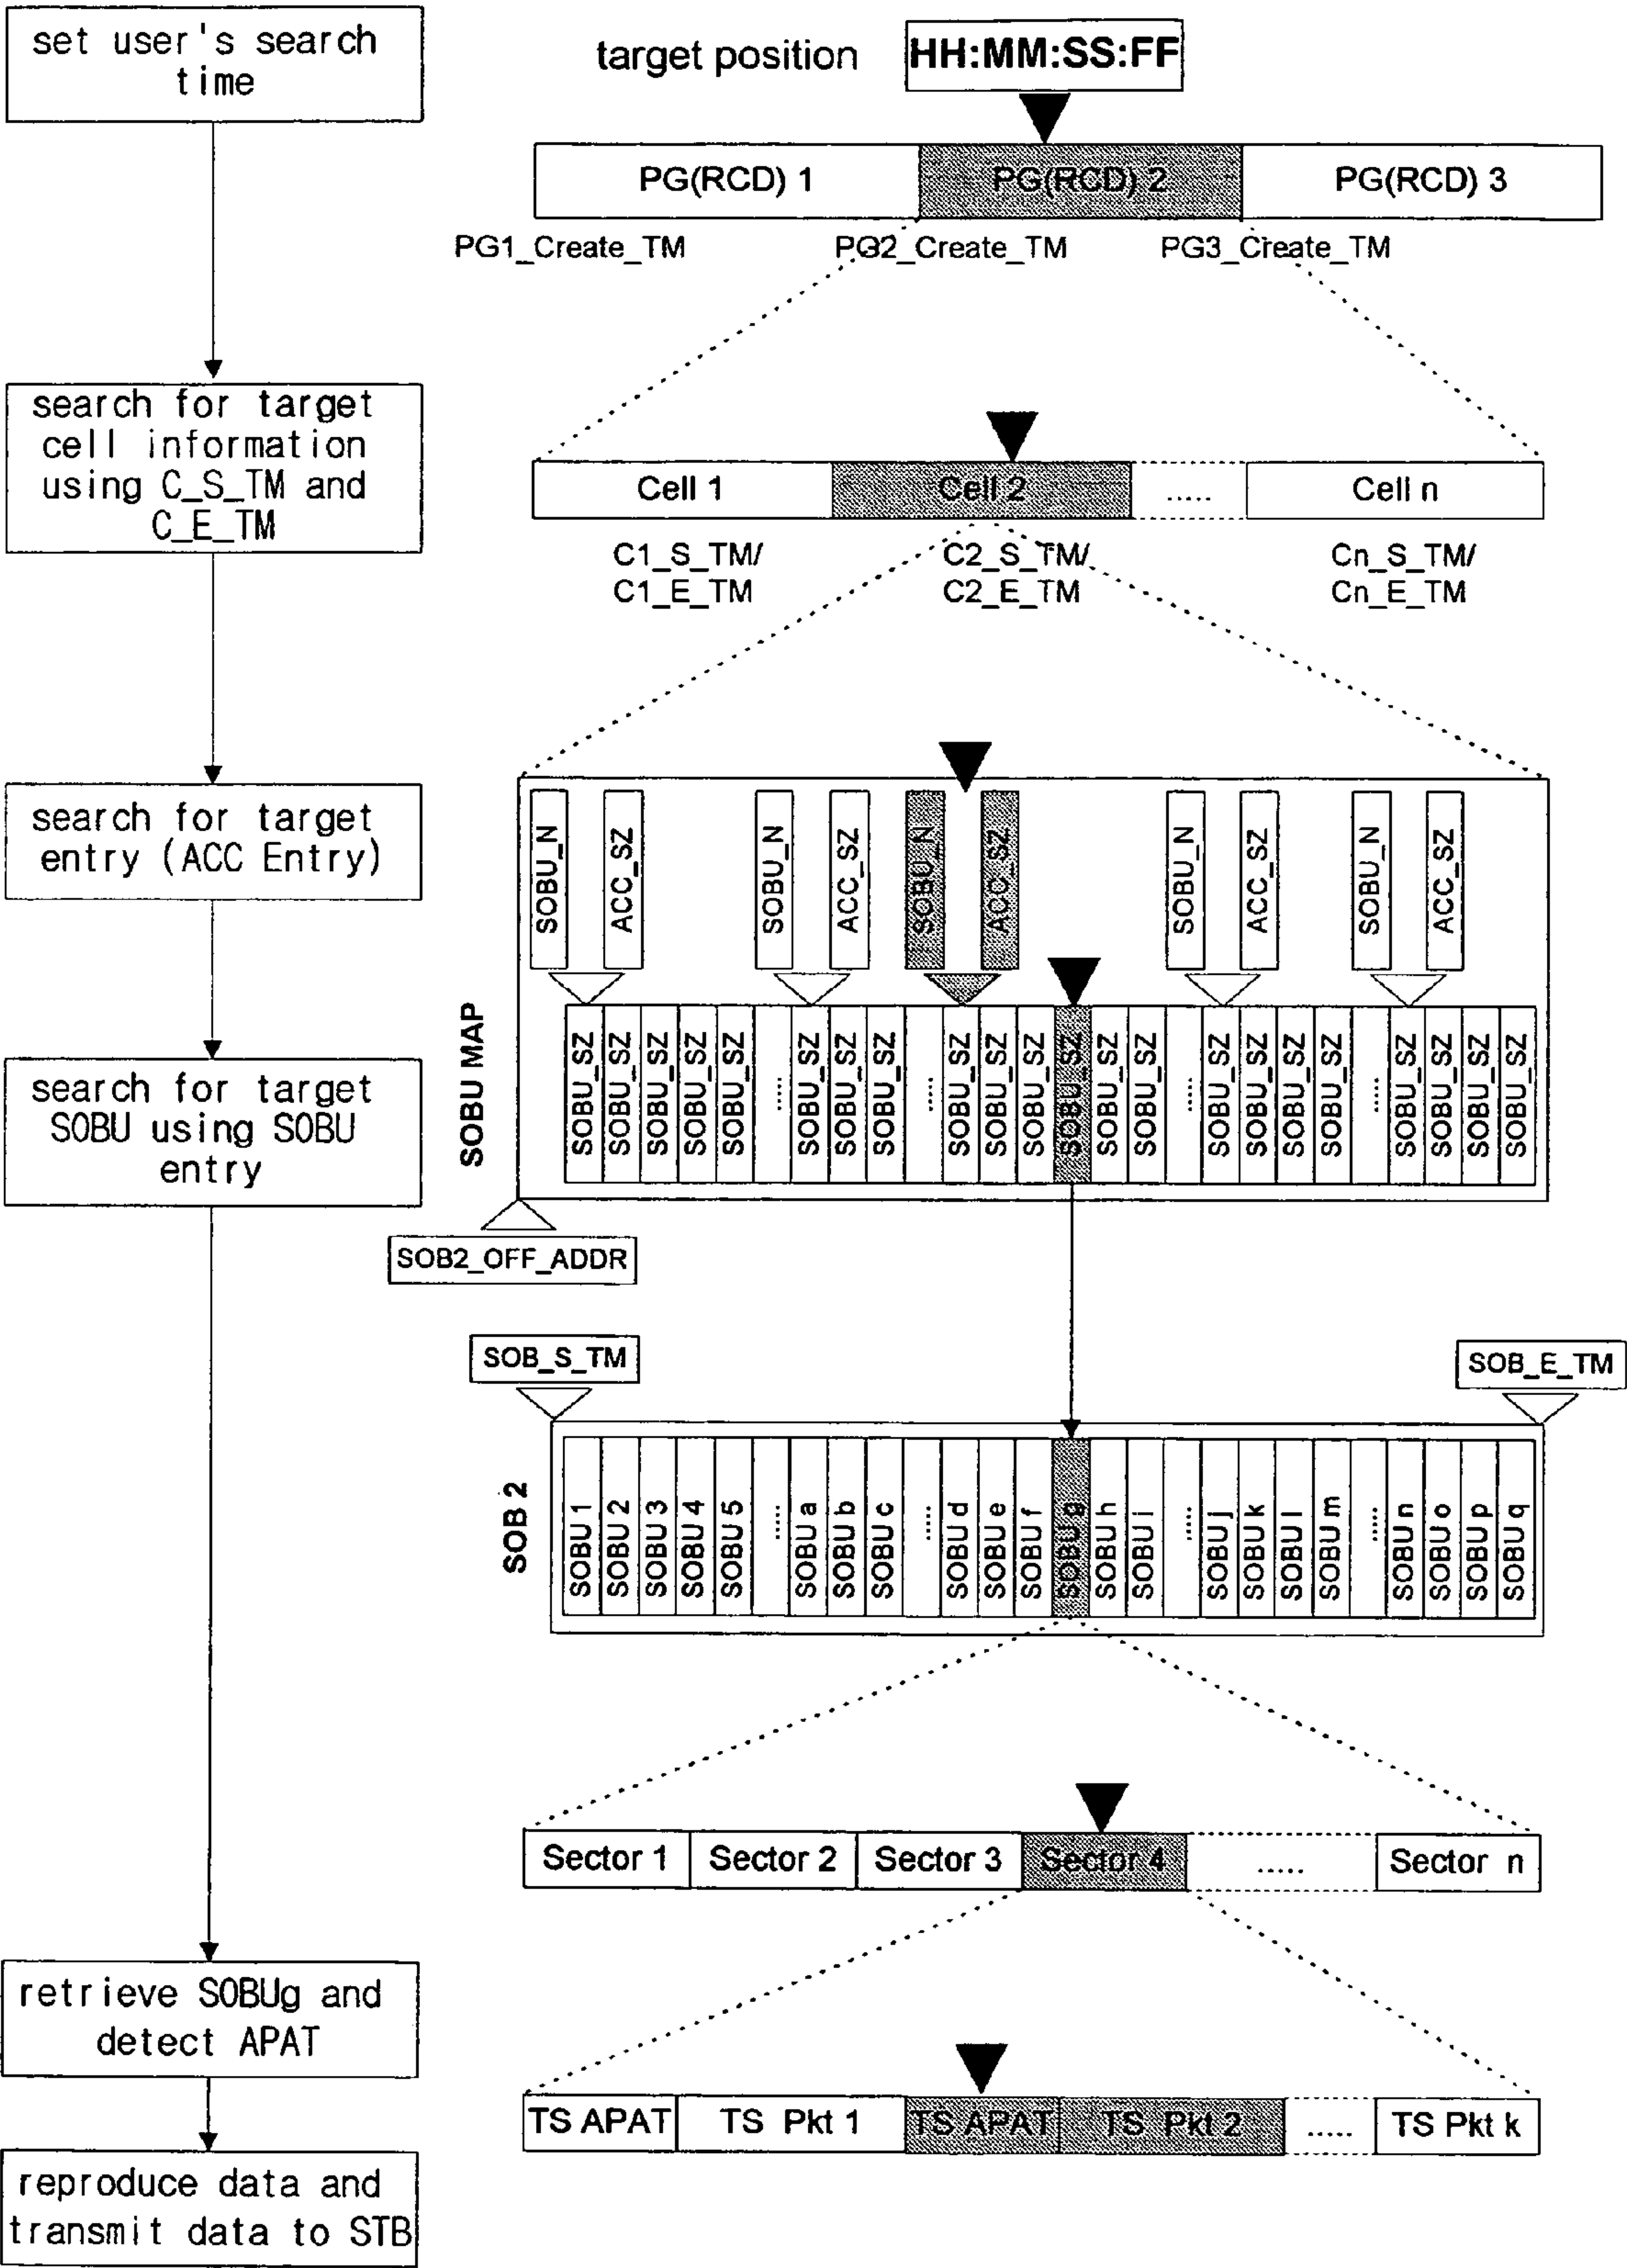 set user's search
time
target position
HH:MM:SS:FF
PG(RCD) 1
PG(RCD) 2
PG(RCD) 3
PG1_Create_TM
PG2_Create_TM
PG3_Create_TM
search for target
cell information
using C_S_TM and
C_E_TM
Cell 1
Cell 2
.....
Cell n
C1_S_TM/
C1_E_TM
C2_S_TM/
C2_E_TM
Cn_S_TM/
Cn_E_TM
search for target
entry (ACC Entry)
SOBU_N
ACC_SZ
SOBU_N
ACC_SZ
SOBU_N
ACC_SZ
SOBU_N
ACC_SZ
SOBU_N
ACC_SZ
search for target
SOBU using SOBU
entry
SOBU MAP
SOBU_SZ
SOBU_SZ
SOBU_SZ
SOBU_SZ
SOBU_SZ
.....
SOBU_SZ
SOBU_SZ
SOBU_SZ
.....
SOBU_SZ
SOBU_SZ
SOBU_SZ
SOBU_SZ
SOBU_SZ
SOBU_SZ
.....
SOBU_SZ
SOBU_SZ
SOBU_SZ
SOBU_SZ
.....
SOBU_SZ
SOBU_SZ
SOBU_SZ
SOBU_SZ
SOB2_OFF_ADDR
SOB_S_TM
SOB_E_TM
SOB 2
SOBU 1
SOBU 2
SOBU 3
SOBU 4
SOBU 5
.....
SOBU a
SOBU b
SOBU c
.....
SOBU d
SOBU e
SOBU f
SOBU g
SOBU h
SOBU i
.....
SOBU j
SOBU k
SOBU l
SOBU m
.....
SOBU n
SOBU o
SOBU p
SOBU q
Sector 1
Sector 2
Sector 3
Sector 4
.....
Sector n
retrieve SOBUg and
detect APAT
TS APAT
TS Pkt 1
TS APAT
TS Pkt 2
.....
TS Pkt k
reproduce data and
transmit data to STB